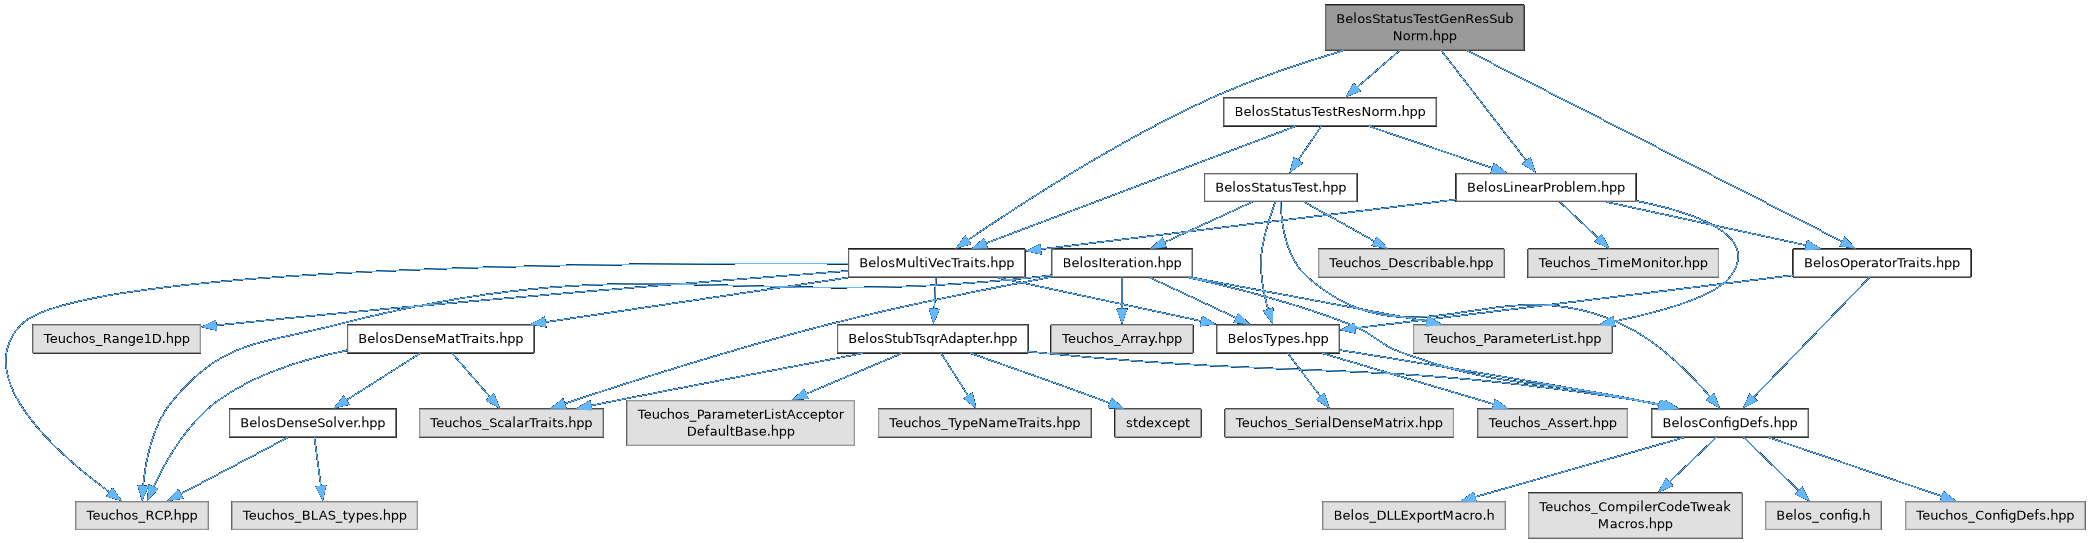 BelosStatusTestGenResSub
Norm.hpp
BelosStatusTestResNorm.hpp
BelosStatusTest.hpp
BelosLinearProblem.hpp
BelosMultiVecTraits.hpp
BelosIteration.hpp
Teuchos_Describable.hpp
Teuchos_TimeMonitor.hpp
BelosOperatorTraits.hpp
Teuchos_Range1D.hpp
BelosDenseMatTraits.hpp
BelosStubTsqrAdapter.hpp
Teuchos_Array.hpp
BelosTypes.hpp
Teuchos_ParameterList.hpp
BelosDenseSolver.hpp
Teuchos_ScalarTraits.hpp
Teuchos_ParameterListAcceptor
DefaultBase.hpp
Teuchos_TypeNameTraits.hpp
stdexcept
Teuchos_SerialDenseMatrix.hpp
Teuchos_Assert.hpp
BelosConfigDefs.hpp
Teuchos_RCP.hpp
Teuchos_BLAS_types.hpp
Belos_DLLExportMacro.h
Teuchos_CompilerCodeTweak
Macros.hpp
Belos_config.h
Teuchos_ConfigDefs.hpp